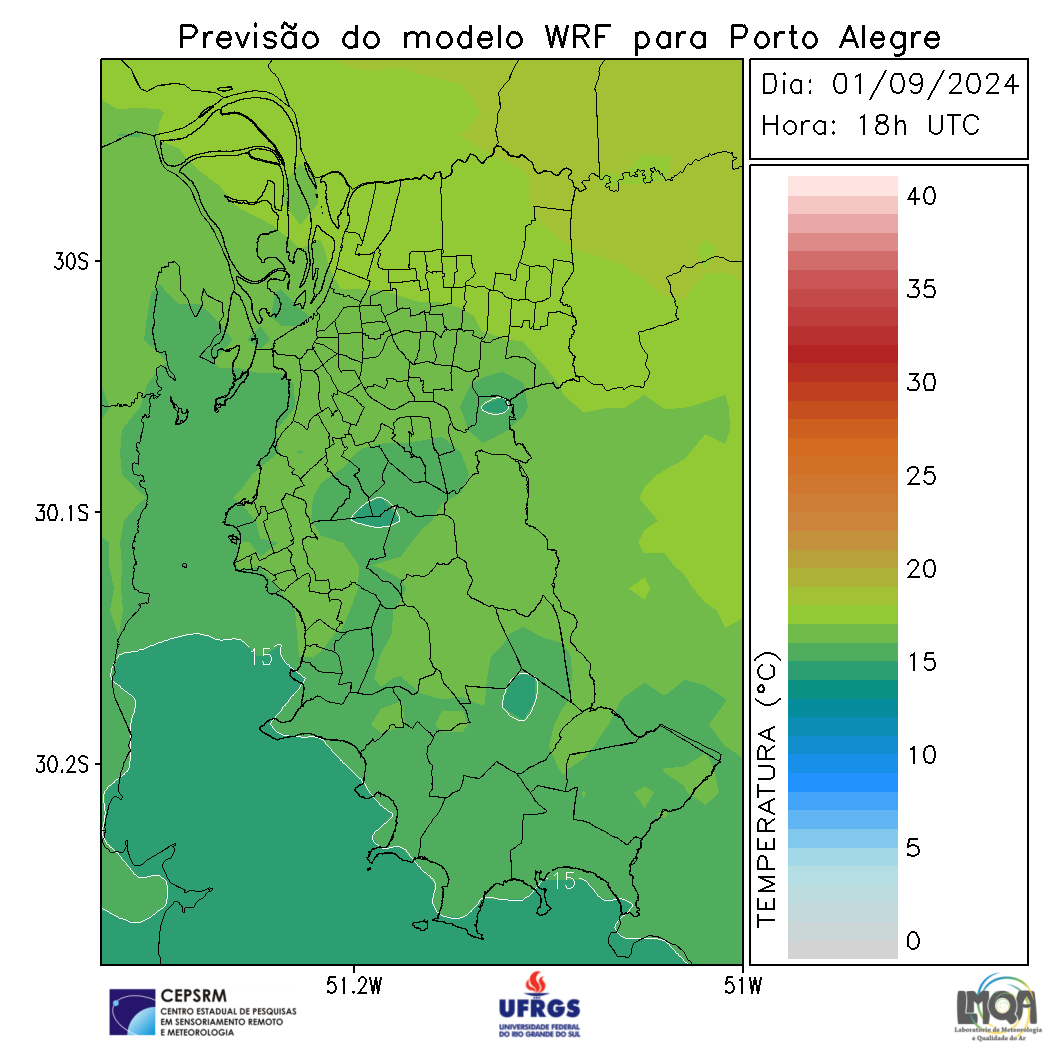 Previsão do modelo WRF para Porto Alegre
Dia: 01/09/2024
Hora: 18h UTC
30S
30.1S
30.2S
51.2W
51W
15
15
TEMPERATURA (°C)
40
35
30
25
20
15
10
5
0
CEPSRM
CENTRO ESTADUAL DE PESQUISAS
EM SENSORIAMENTO REMOTO
E METEOROLOGIA
UFRGS
UNIVERSIDADE FEDERAL
DO RIO GRANDE DO SUL
LMQA
Laboratório de Meteorologia
e Qualidade do Ar